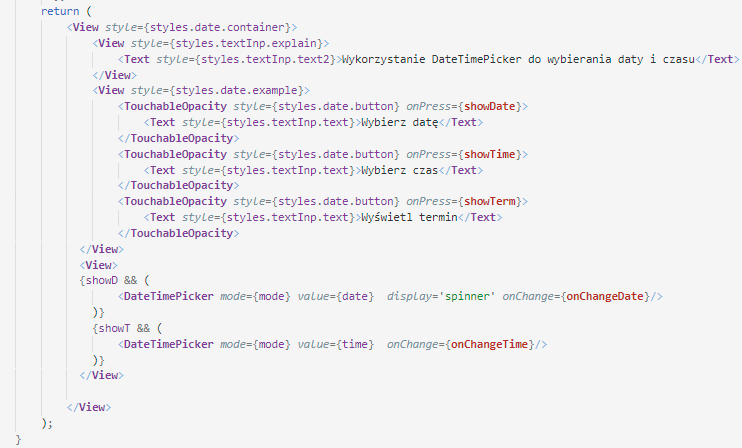 return (
<View style={styles.date.container}>
<View style={styles.textInp.explain}>
<Text style={styles.textInp.text2}>Wykorzystanie DateTimePicker do wybierania daty i czasu</Text>
</View>
<View style={styles.date.example}>
<TouchableOpacity style={styles.date.button} onPress={showDate}>
<Text style={styles.textInp.text}>Wybierz datę</Text>
</TouchableOpacity>
<TouchableOpacity style={styles.date.button} onPress={showTime}>
<Text style={styles.textInp.text}>Wybierz czas</Text>
</TouchableOpacity>
<TouchableOpacity style={styles.date.button} onPress={showTerm}>
<Text style={styles.textInp.text}>Wyświetl termin</Text>
</TouchableOpacity>
</View>
<View>
{showD && (
<DateTimePicker mode={mode} value={date}  display='spinner' onChange={onChangeDate}/>
)}
{showT && (
<DateTimePicker mode={mode} value={time}  onChange={onChangeTime}/>
)}
</View>
</View>
);
}